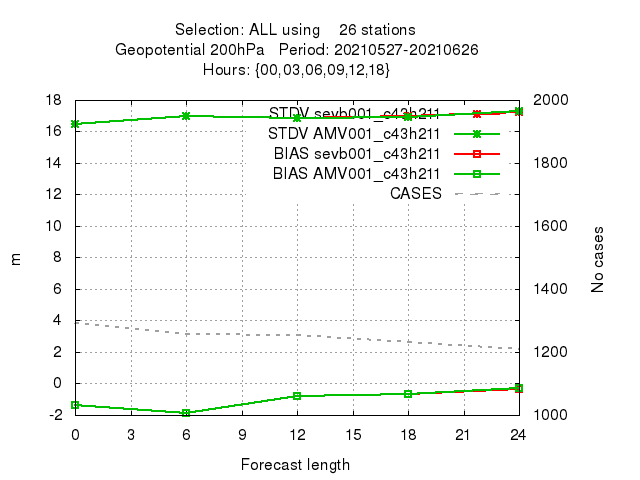 Selection: ALL using 26 stations
Geopotential 200hPa Period: 20210527-20210626
Hours: {00,03,06,09,12,18}
18 2000
STDV sevb001_c43h211
16
STDV AMV001_c43h211
BIAS sevb001_c43h211
14 1800
BIAS AMV001_c43h211
CASES
12
10 1600
8
m
No cases
6 1400
4
2 1200
0
-2 1000
0 3 6 9 12 15 18 21 24
Forecast length